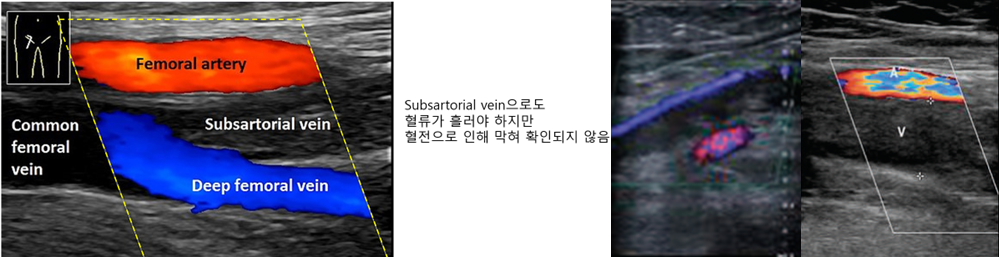 Femoral artery
Common
femoral
vein
Subsartorial vein
Deep femoral vein
Subsartorial vein으로도
혈류가 흘러야 하지만
혈전으로 인해 막혀 확인되지 않음
A
V